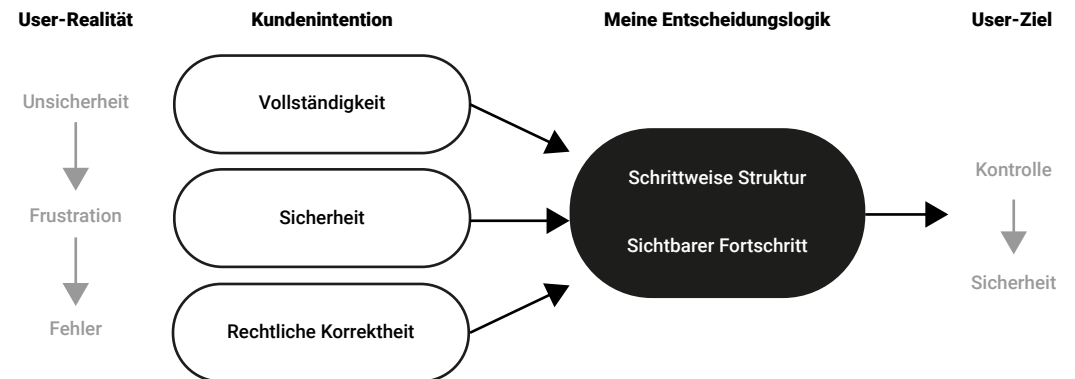 User-Realität
Kundenintention
Meine Entscheidungslogik
User-Ziel
Unsicherheit
Frustration
Fehler
Vollständigkeit
Sicherheit
Rechtliche Korrektheit
Schrittweise Struktur
Sichtbarer Fortschritt
Kontrolle
Sicherheit